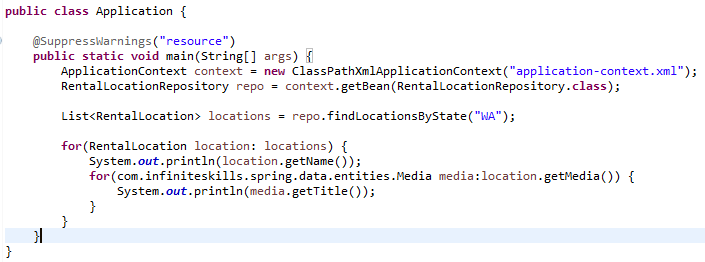 public class Application {
@SuppressWarnings("resource")
public static void main(String[] args) {
ApplicationContext context = new ClassPathXmlApplicationContext("application-context.xml");
RentalLocationRepository repo = context.getBean(RentalLocationRepository.class);
List<RentalLocation> locations = repo.findLocationsByState("WA");
for(RentalLocation location: locations) {
System.out.println(location.getName());
for(com.infiniteskills.spring.data.entities.Media media:location.getMedia()) {
System.out.println(media.getTitle());
}
}
}
}